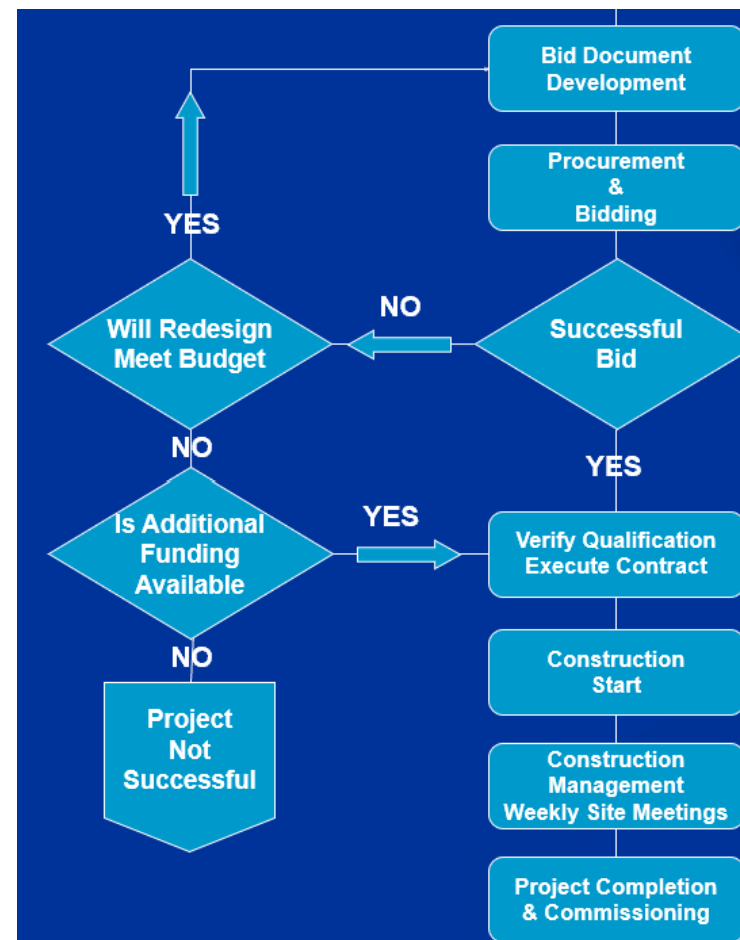 Bid Document
Development
Procurement
&
Bidding
YES
NO
Will Redesign
Meet Budget
Successful
Bid
NO
YES
Is Additional
Funding
Available
YES
Verify Qualification
Execute Contract
NO
Construction
Start
Project
Not
Successful
Construction
Management
Weekly Site Meetings
Project Completion
& Commissioning